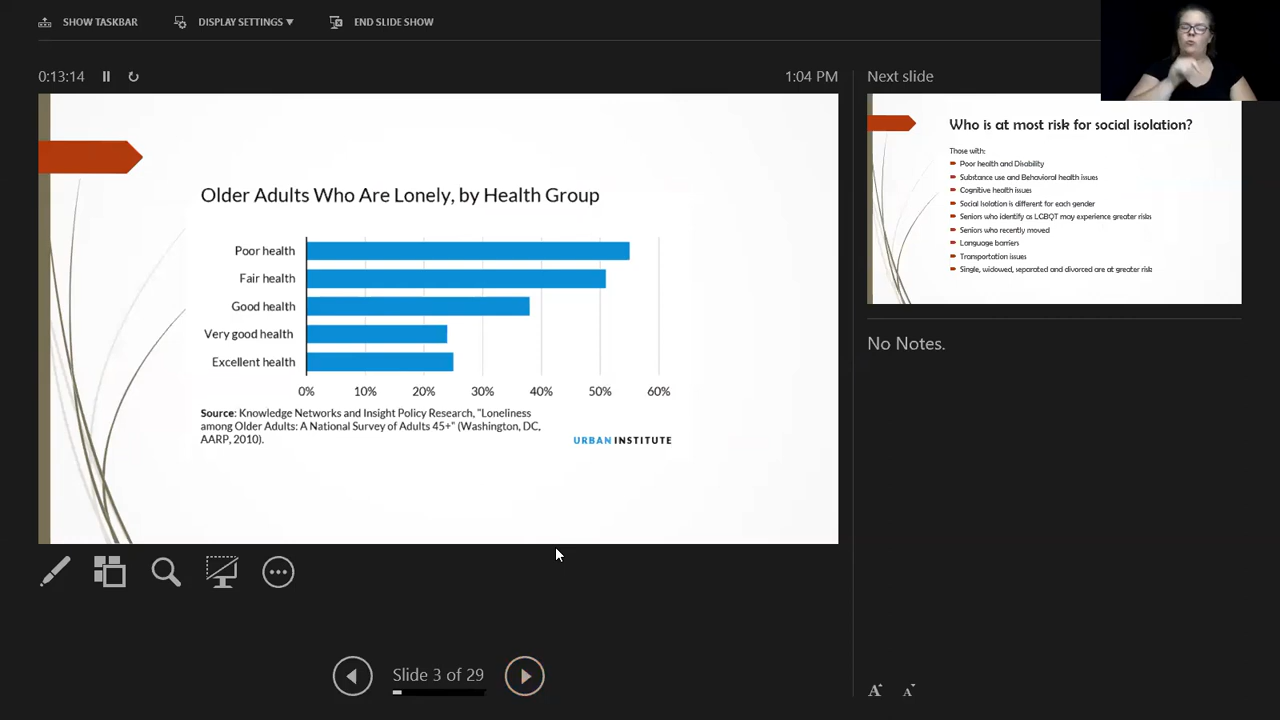 SHOW TASKBAR
DISPLAY SETTINGS ▼
END SLIDE SHOW
0:13:14
1:04 PM
Older Adults Who Are Lonely, by Health Group
Poor health
Fair health
Good health
Very good health
Excellent health
0% 10% 20% 30% 40% 50% 60%
Source: Knowledge Networks and Insight Policy Research, "Loneliness
among Older Adults: A National Survey of Adults 45+" (Washington, DC,
AARP, 2010).
URBAN INSTITUTE
Slide 3 of 29
Next slide
Who is at most risk for social isolation?
Those with:
Poor health and Disability
Substance use and Behavioral health issues
Cognitive health issues
Social Isolation is different for each gender
Seniors who identify as LGBQT may experience greater risks
Seniors who recently moved
Language barriers
Transportation issues
Single, widowed, separated and divorced are at greater risk
No Notes.
A A